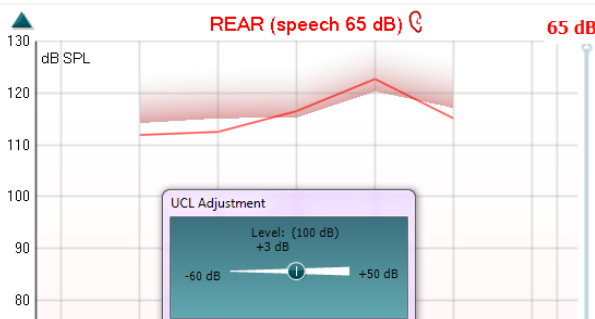 REAR (speech 65 dB)
65 dB
130
dB SPL
120
110
100
90
80
UCL Adjustment
Level: (100 dB)
+3 dB
-60 dB
+50 dB